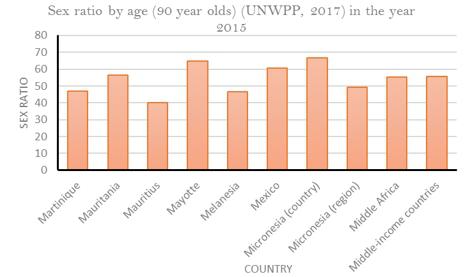 Sex ratio by age (90 year olds) (UNWPP, 2017) in the year
2015
80
70
60
50
40
30
20
10
0
SEX RATIO
Martinique
Mauritania
Mauritius
Mayotte
Melanesia
Mexico
Micronesia (country)
Micronesia (region)
Middle Africa
Middle-income countries
COUNTRY